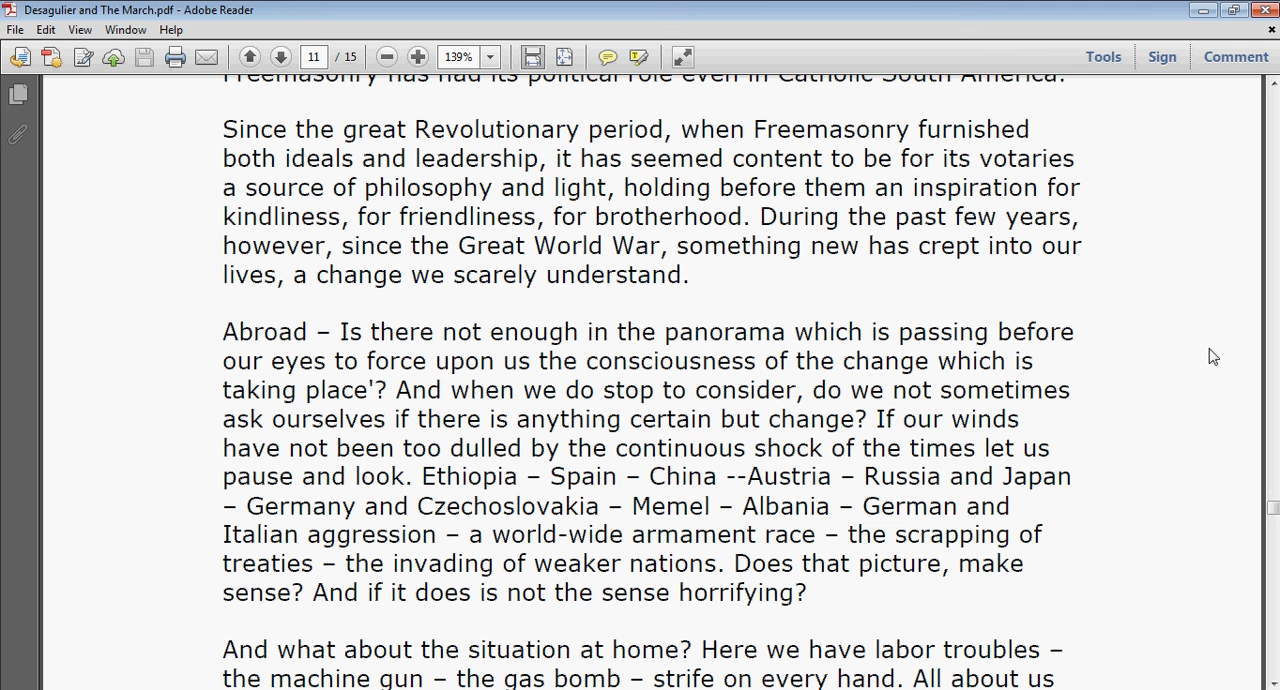 Desagulier and The March.pdf - Adobe Reader
File Edit View Window Help
11 / 15 139% Tools Sign Comment
Freemasonry has had its political role even in Catholic South America.
Since the great Revolutionary period, when Freemasonry furnished
both ideals and leadership, it has seemed content to be for its votaries
a source of philosophy and light, holding before them an inspiration for
kindliness, for friendliness, for brotherhood. During the past few years,
however, since the Great World War, something new has crept into our
lives, a change we scarely understand.
Abroad – Is there not enough in the panorama which is passing before
our eyes to force upon us the consciousness of the change which is
taking place'? And when we do stop to consider, do we not sometimes
ask ourselves if there is anything certain but change? If our winds
have not been too dulled by the continuous shock of the times let us
pause and look. Ethiopia – Spain – China --Austria – Russia and Japan
– Germany and Czechoslovakia – Memel – Albania – German and
Italian aggression – a world-wide armament race – the scrapping of
treaties – the invading of weaker nations. Does that picture, make
sense? And if it does is not the sense horrifying?
And what about the situation at home? Here we have labor troubles –
the machine gun – the gas bomb – strife on every hand. All about us